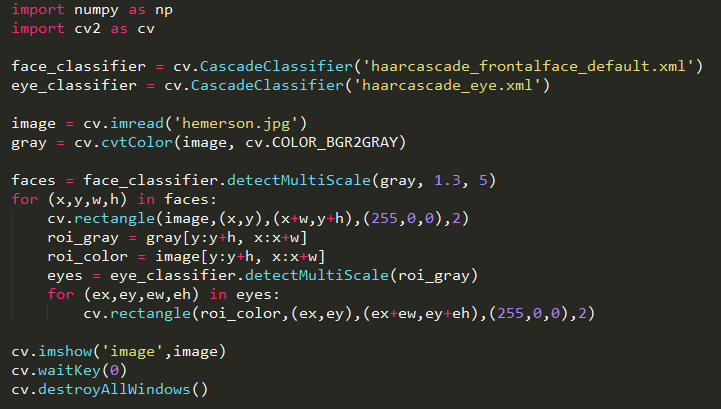 import numpy as np
import cv2 as cv

face_classifier = cv.CascadeClassifier('haarcascade_frontalface_default.xml')
eye_classifier = cv.CascadeClassifier('haarcascade_eye.xml')

image = cv.imread('hemerson.jpg')
gray = cv.cvtColor(image, cv.COLOR_BGR2GRAY)

faces = face_classifier.detectMultiScale(gray, 1.3, 5)
for (x,y,w,h) in faces:
    cv.rectangle(image,(x,y),(x+w,y+h),(255,0,0),2)
    roi_gray = gray[y:y+h, x:x+w]
    roi_color = image[y:y+h, x:x+w]
    eyes = eye_classifier.detectMultiScale(roi_gray)
    for (ex,ey,ew,eh) in eyes:
        cv.rectangle(roi_color,(ex,ey),(ex+ew,ey+eh),(255,0,0),2)

cv.imshow('image',image)
cv.waitKey(0)
cv.destroyAllWindows()